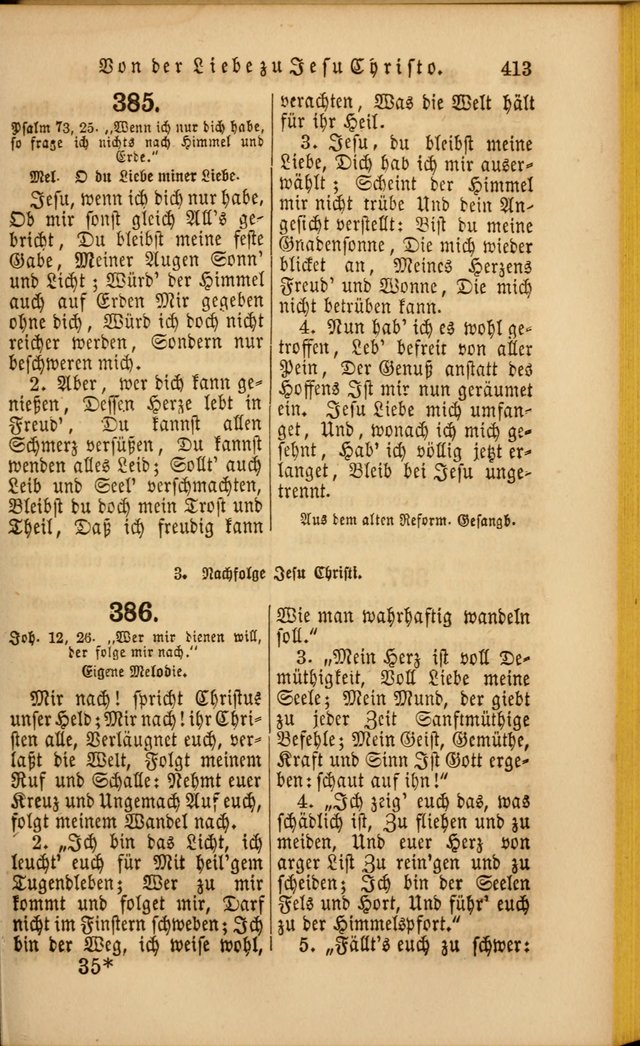 Von der Liebe zu Jesu Christo. 413
385.
Psalm 73, 25. „Wenn ich nur dich habe,
so frage ich nichts nach Himmel und
Erde.“
Mel. O du Liebe miner Liebe.
Jesu, wenn ich dich nur habe,
Ob mir sonst gleich All's ge-
bricht, Du bleibst meine feste
Gabe, Meiner Augen Sonn'
und Licht; Würd' der Himmel
auch auf Erden Mir gegeben
ohne dich, Würd ich doch nicht
reicher werden, Sondern nur
beschweren mich.
2. Aber, wer dich kann ge-
nießen, Dessen Herze lebt in
Freud', Du kannst allen
Schmerz versüßen, Du kannst
wenden alles Leid; Sollt' auch
Leib und Seel' verschmachten,
Bleibst du doch mein Trost und
Theil, Daß ich freudig kann
verachten, Was die Welt hält
für ihr Heil.
3. Jesu, du bleibst meine
Liebe, Dich hab ich mir auser-
wählt; Scheint der Himmel
mir nicht trübe Und dein An-
gesicht verstellt: Bist du meine
Gnadensonne, Die mich wieder
blicket an, Meines Herzens
Freud' und Wonne, Die mich
nicht betrüben kann.
4. Nun hab' ich es wohl ge-
troffen, Leb' befreit von aller
Pein, Der Genuß anstatt des
Hoffens Ist mir nun geräumet
ein. Jesu Liebe mich umfan-
get, Und, wonach ich mich ge-
sehnt, Hab' ich völlig jetzt er-
langet, Bleib bei Jesu unge-
trennt.
Aus dem alten Reform. Gesangb.
3. Nachfolge Jesu Christi.
386.
Joh. 12, 26. „Wer mir dienen will,
der folge mir nach.“
Eigene Melodie.
Mir nach! spricht Christus
unser Held; Mir nach! ihr Chri-
sten alle, Verläugnet euch, ver-
laßt die Welt, Folgt meinem
Ruf und Schalle: Nehmt euer
Kreuz und Ungemach Auf euch,
folgt meinem Wandel nach.
2. „Ich bin das Licht, ich
leucht' euch für Mit heil'gem
Tugendleben; Wer zu mir
kommt und folget mir, Darf
nicht im Finstern schweben; Ich
bin der Weg, ich weise wohl,
Wie man wahrhaftig wandeln
soll.“
3. „Mein Herz ist voll De-
müthigkeit, Voll Liebe meine
Seele; Mein Mund, der giebt
zu jeder Zeit Sanftmüthige
Befehle; Mein Geist, Gemüthe,
Kraft und Sinn Ist Gott erge-
ben: schaut auf ihn!“
4. „Ich zeig' euch das, was
schädlich ist, Zu fliehen und zu
meiden, Und euer Herz von
arger List Zu rein'gen und zu
scheiden; Ich bin der Seelen
Fels und Hort, Und führ' euch
zu der Himmelspfort.“
5. „Fällt's euch zu schwer:
35*